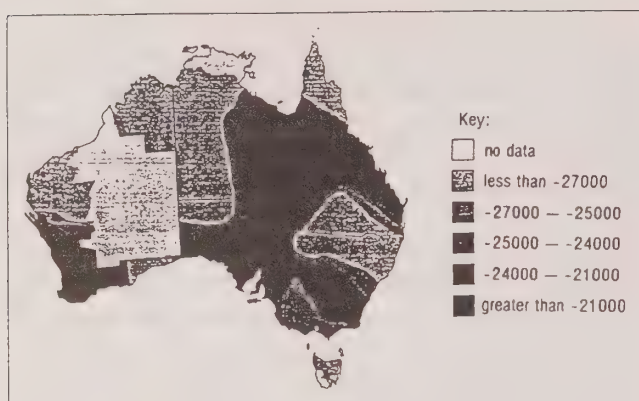 Key:
no data
less than -27000
-27000 — -25000
-25000 — -24000
-24000 — -21000
greater than -21000